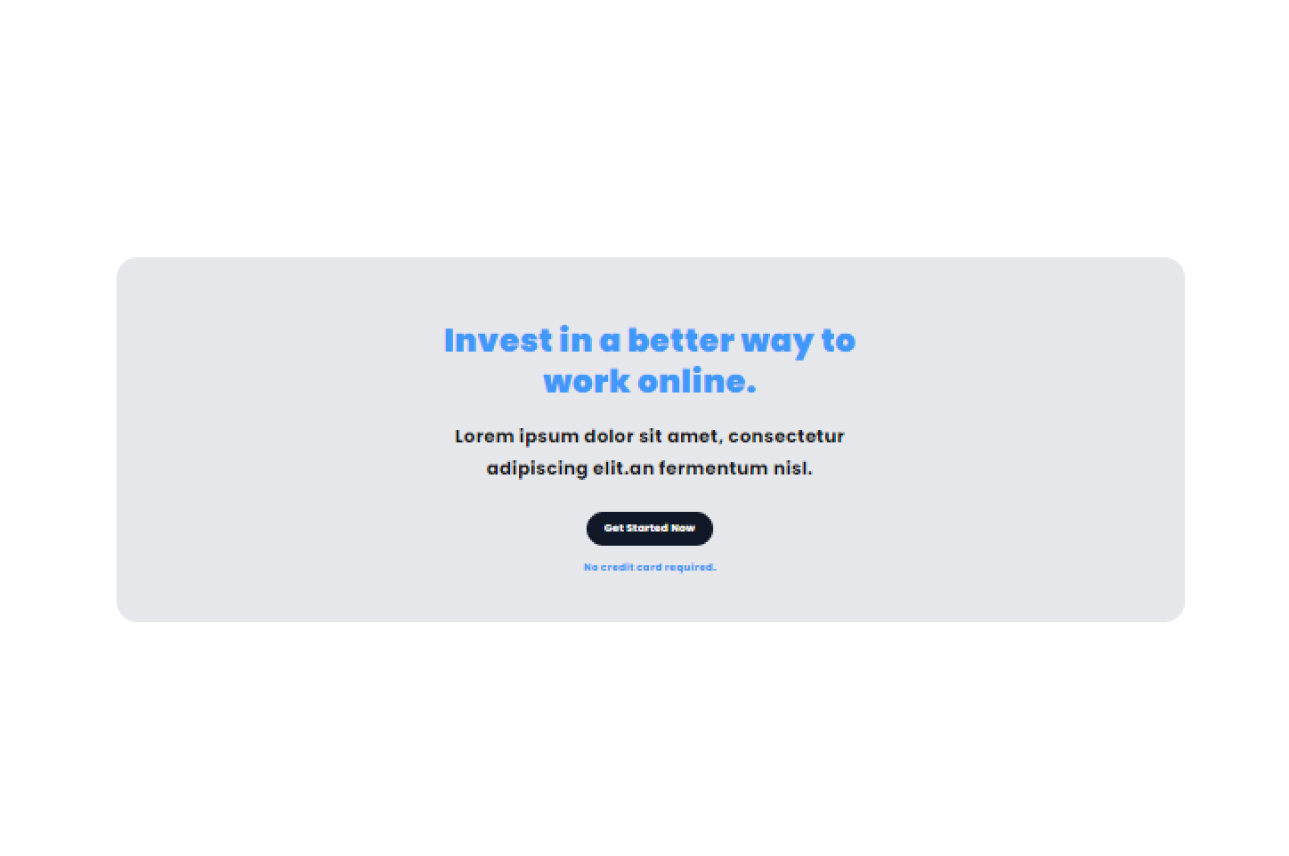 Invest in a better way to
work online.
Lorem ipsum dolor sit amet, consectetur
adipiscing elit.an fermentum nisl.
Get Started Now
No credit card required.